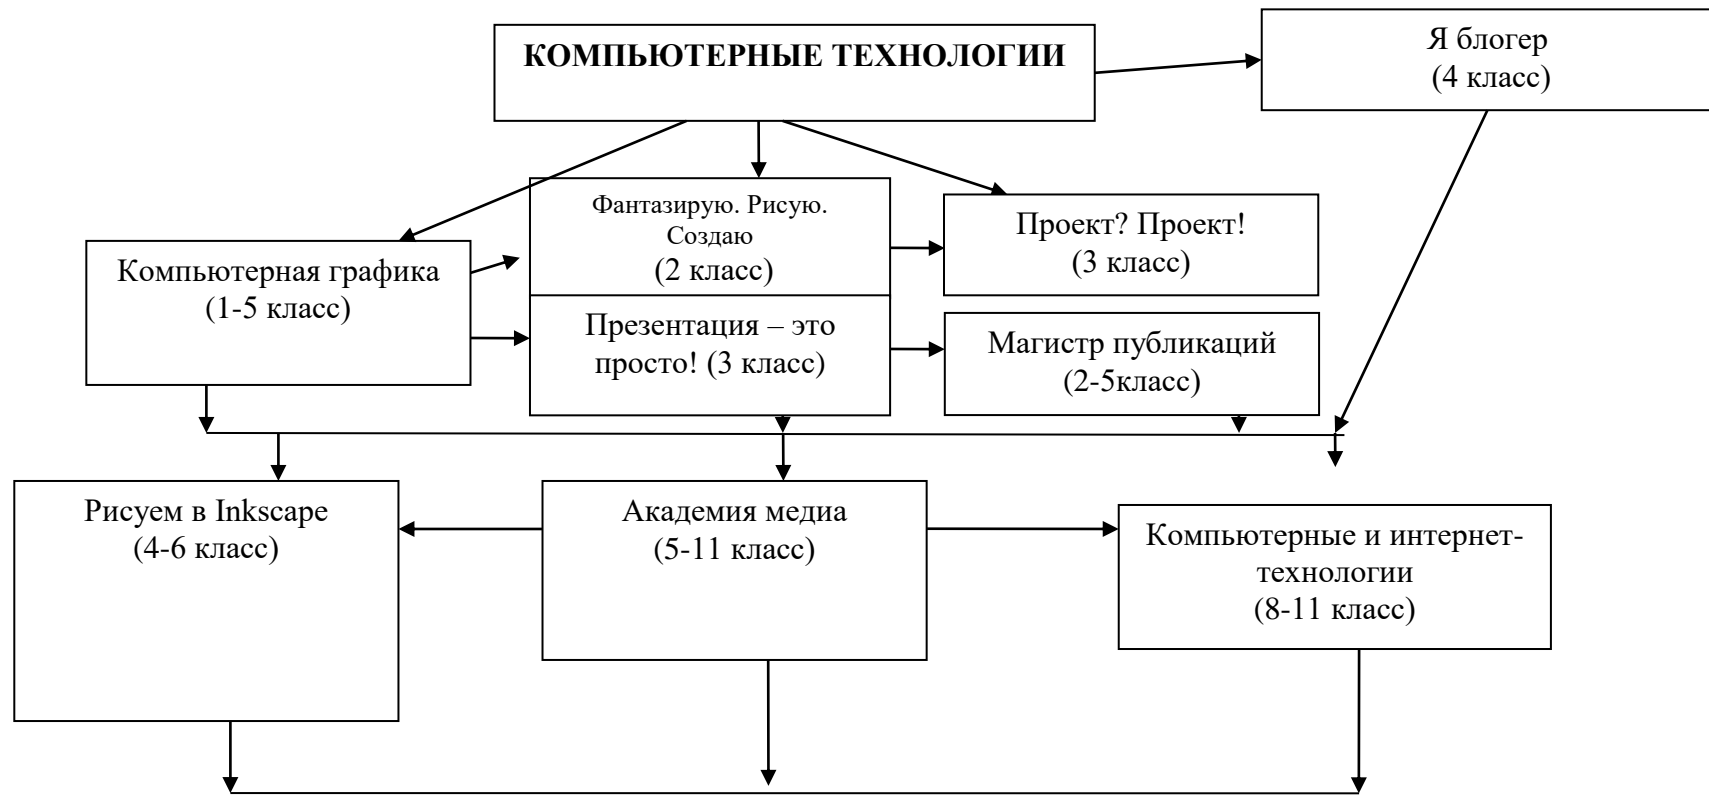 КОМПЬЮТЕРНЫЕ ТЕХНОЛОГИИ
Я блогер
(4 класс)
Фантазирую. Рисую.
Создаю
(2 класс)
Проект? Проект!
(3 класс)
Компьютерная графика
(1-5 класс)
Презентация – это
просто! (3 класс)
Магистр публикаций
(2-5класс)
Рисуем в Inkscape
(4-6 класс)
Академия медиа
(5-11 класс)
Компьютерные и интернет-
технологии
(8-11 класс)